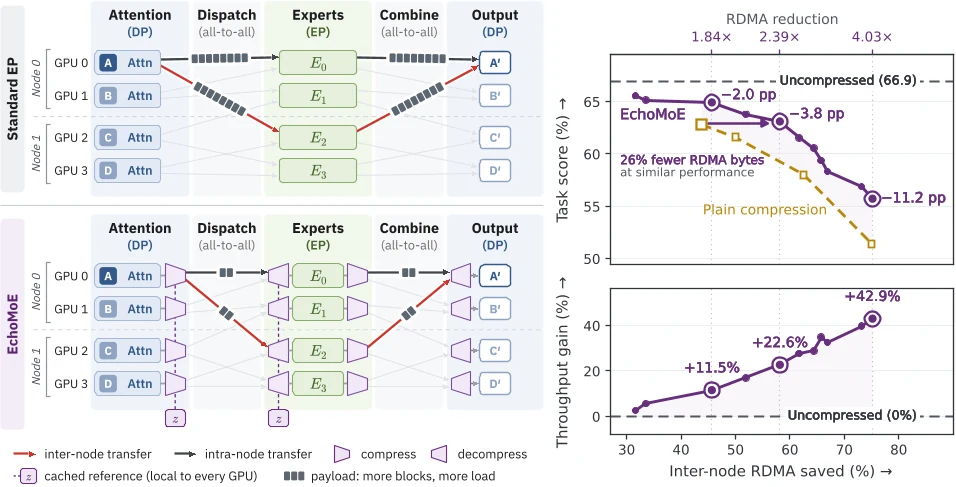 Standard EP
Attention Dispatch Experts Combine Output
(DP) (all-to-all) (EP) (all-to-all) (DP)
Node 0
GPU 0 A Attn E0 A′
GPU 1 B Attn E1 B′
Node 1
GPU 2 C Attn E2 C′
GPU 3 D Attn E3 D′
EchoMoE
Attention Dispatch Experts Combine Output
(DP) (all-to-all) (EP) (all-to-all) (DP)
Node 0
GPU 0 A Attn E0 A′
GPU 1 B Attn E1 B′
Node 1
GPU 2 C Attn E2 C′
GPU 3 D Attn E3 D′
z z
inter-node transfer intra-node transfer compress decompress
z cached reference (local to every GPU) payload: more blocks, more load
RDMA reduction
1.84× 2.39× 4.03×
Task score (%) →
65
60
55
50
Uncompressed (66.9)
EchoMoE
−2.0 pp
−3.8 pp
26% fewer RDMA bytes
at similar performance
−11.2 pp
Plain compression
Throughput gain (%) →
40
20
0
+42.9%
+22.6%
+11.5%
Uncompressed (0%)
30 40 50 60 70 80
Inter-node RDMA saved (%) →